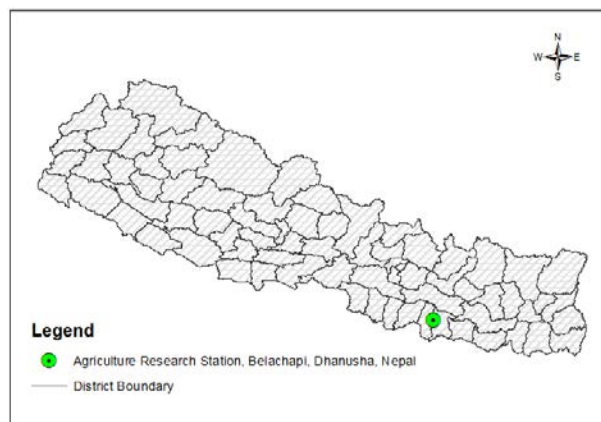 N
W E
S
Legend
Agriculture Research Station, Belachapi, Dhanusha, Nepal
District Boundary